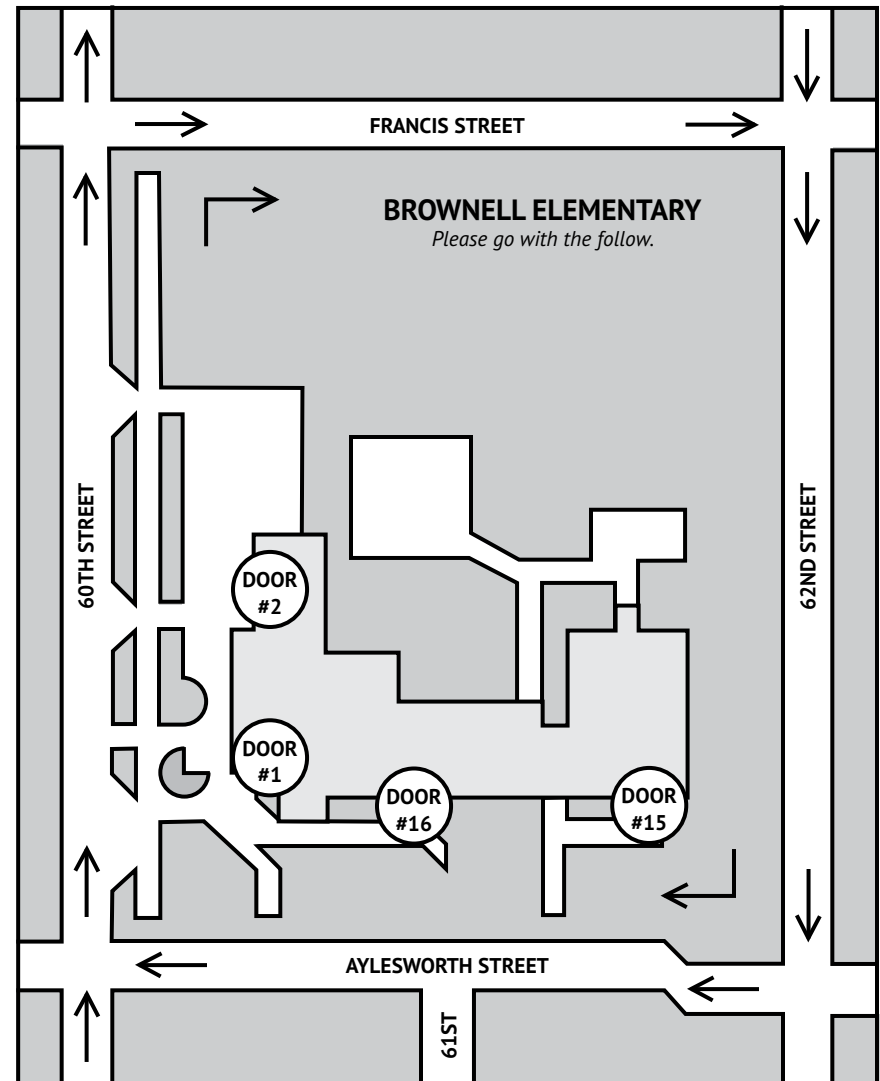 FRANCIS STREET
BROWNELL ELEMENTARY
Please go with the follow.
60TH STREET
62ND STREET
DOOR
#2
DOOR
#1
DOOR
#16
DOOR
#15
AYLESWORTH STREET
61ST